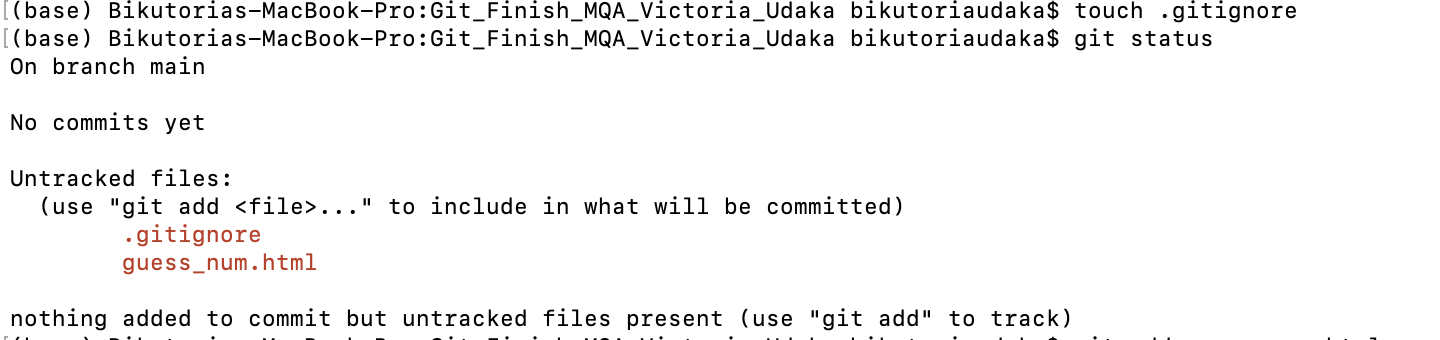 (base) Bikutorias-MacBook-Pro:Git_Finish_MQA_Victoria_Udaka bikutoriaudaka$ touch .gitignore
(base) Bikutorias-MacBook-Pro:Git_Finish_MQA_Victoria_Udaka bikutoriaudaka$ git status
On branch main
No commits yet
Untracked files:
(use "git add <file>..." to include in what will be committed)
.gitignore
guess_num.html
nothing added to commit but untracked files present (use "git add" to track)